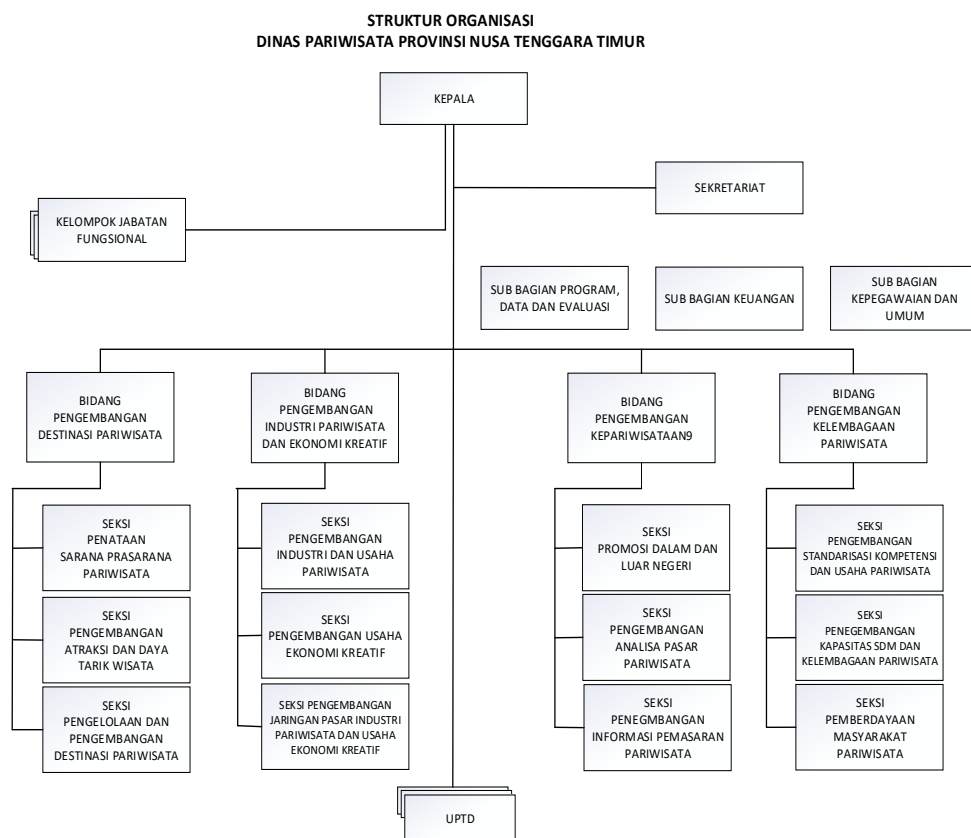 STRUKTUR ORGANISASI
DINAS PARIWISATA PROVINSI NUSA TENGGARA TIMUR
KEPALA
SEKRETARIAT
KELOMPOK JABATAN
FUNGSIONAL
SUB BAGIAN PROGRAM,
DATA DAN EVALUASI
SUB BAGIAN KEUANGAN
SUB BAGIAN
KEPEGAWAIAN DAN
UMUM
BIDANG
PENGEMBANGAN
DESTINASI PARIWISATA
BIDANG
PENGEMBANGAN
INDUSTRI PARIWISATA
DAN EKONOMI KREATIF
BIDANG
PENGEMBANGAN
KEPARIWISATAAN9
BIDANG
PENGEMBANGAN
KELEMBAGAAN
PARIWISATA
SEKSI
PENATAAN
SARANA PRASARANA
PARIWISATA
SEKSI
PENGEMBANGAN
INDUSTRI DAN USAHA
PARIWISATA
SEKSI
PROMOSI DALAM DAN
LUAR NEGERI
SEKSI
PENGEMBANGAN
STANDARISASI KOMPETENSI
DAN USAHA PARIWISATA
SEKSI
PENGEMBANGAN
ATRAKSI DAN DAYA
TARIK WISATA
SEKSI
PENGEMBANGAN USAHA
EKONOMI KREATIF
SEKSI
PENGEMBANGAN
ANALISA PASAR
PARIWISATA
SEKSI
PENEGEMBANGAN
KAPASITAS SDM DAN
KELEMBAGAAN PARIWISATA
SEKSI
PENGELOLAAN DAN
PENGEMBANGAN
DESTINASI PARIWISATA
SEKSI PENGEMBANGAN
JARINGAN PASAR INDUSTRI
PARIWISATA DAN USAHA
EKONOMI KREATIF
SEKSI
PENEGMBANGAN
INFORMASI PEMASARAN
PARIWISATA
SEKSI
PEMBERDAYAAN
MASYARAKAT
PARIWISATA
UPTD